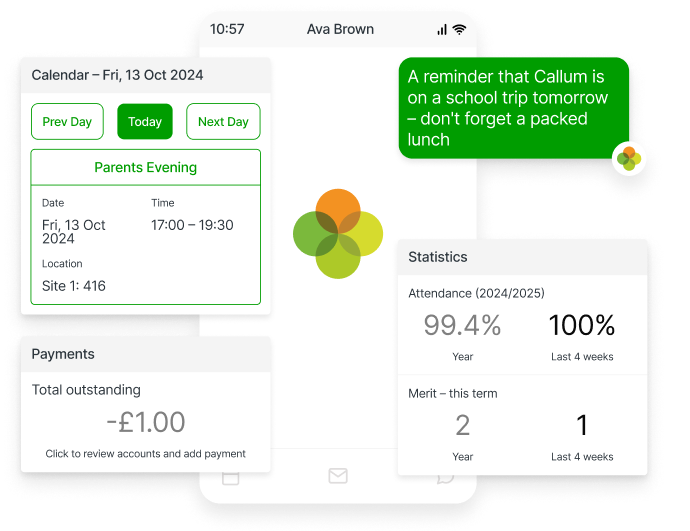 10:57
Ava Brown
Calendar – Fri, 13 Oct 2024
Prev Day
Today
Next Day
Parents Evening
Date
Time
Fri, 13 Oct
2024
17:00 – 19:30
Location
Site 1: 416
Payments
Total outstanding
-£1.00
Click to review accounts and add payment
A reminder that Callum is
on a school trip tomorrow
– don't forget a packed
lunch
Statistics
Attendance (2024/2025)
99.4%
100%
Year
Last 4 weeks
Merit – this term
2
1
Year
Last 4 weeks